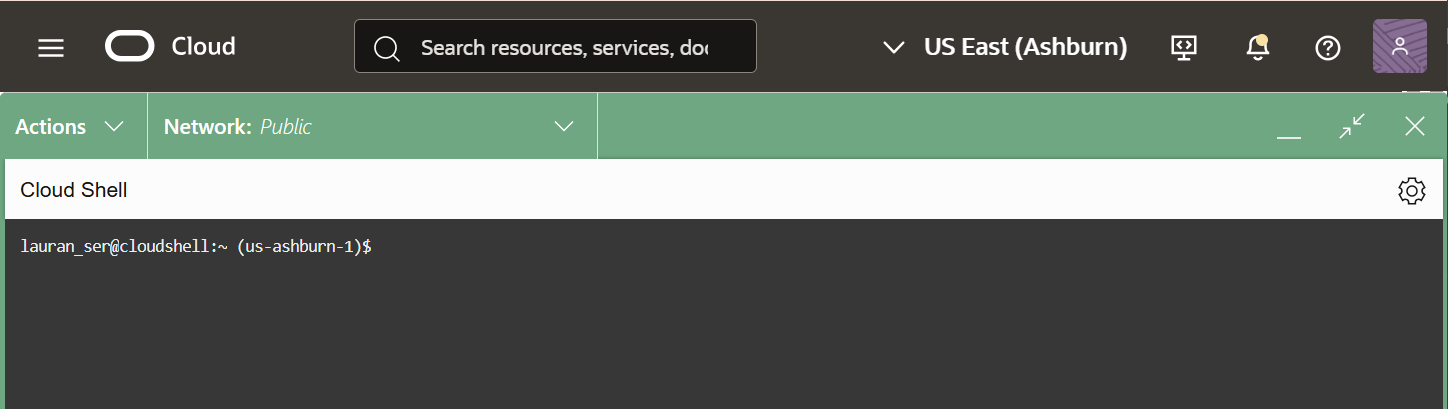 Cloud
Search resources, services, doc
US East (Ashburn)
Actions
Network: Public
Cloud Shell
lauran_ser@cloudshell:~ (us-ashburn-1)$